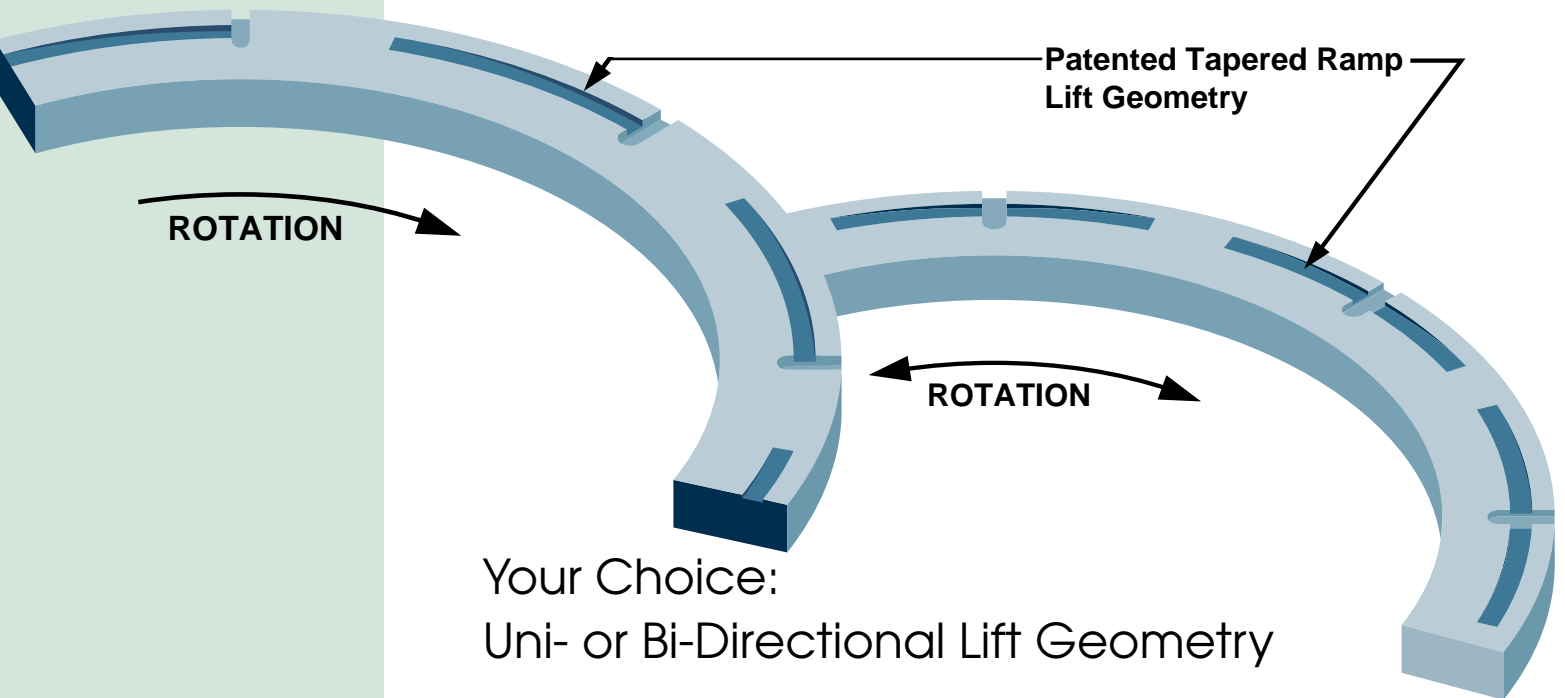 Patented Tapered Ramp
Lift Geometry
ROTATION
ROTATION
Your Choice:
Uni- or Bi-Directional Lift Geometry